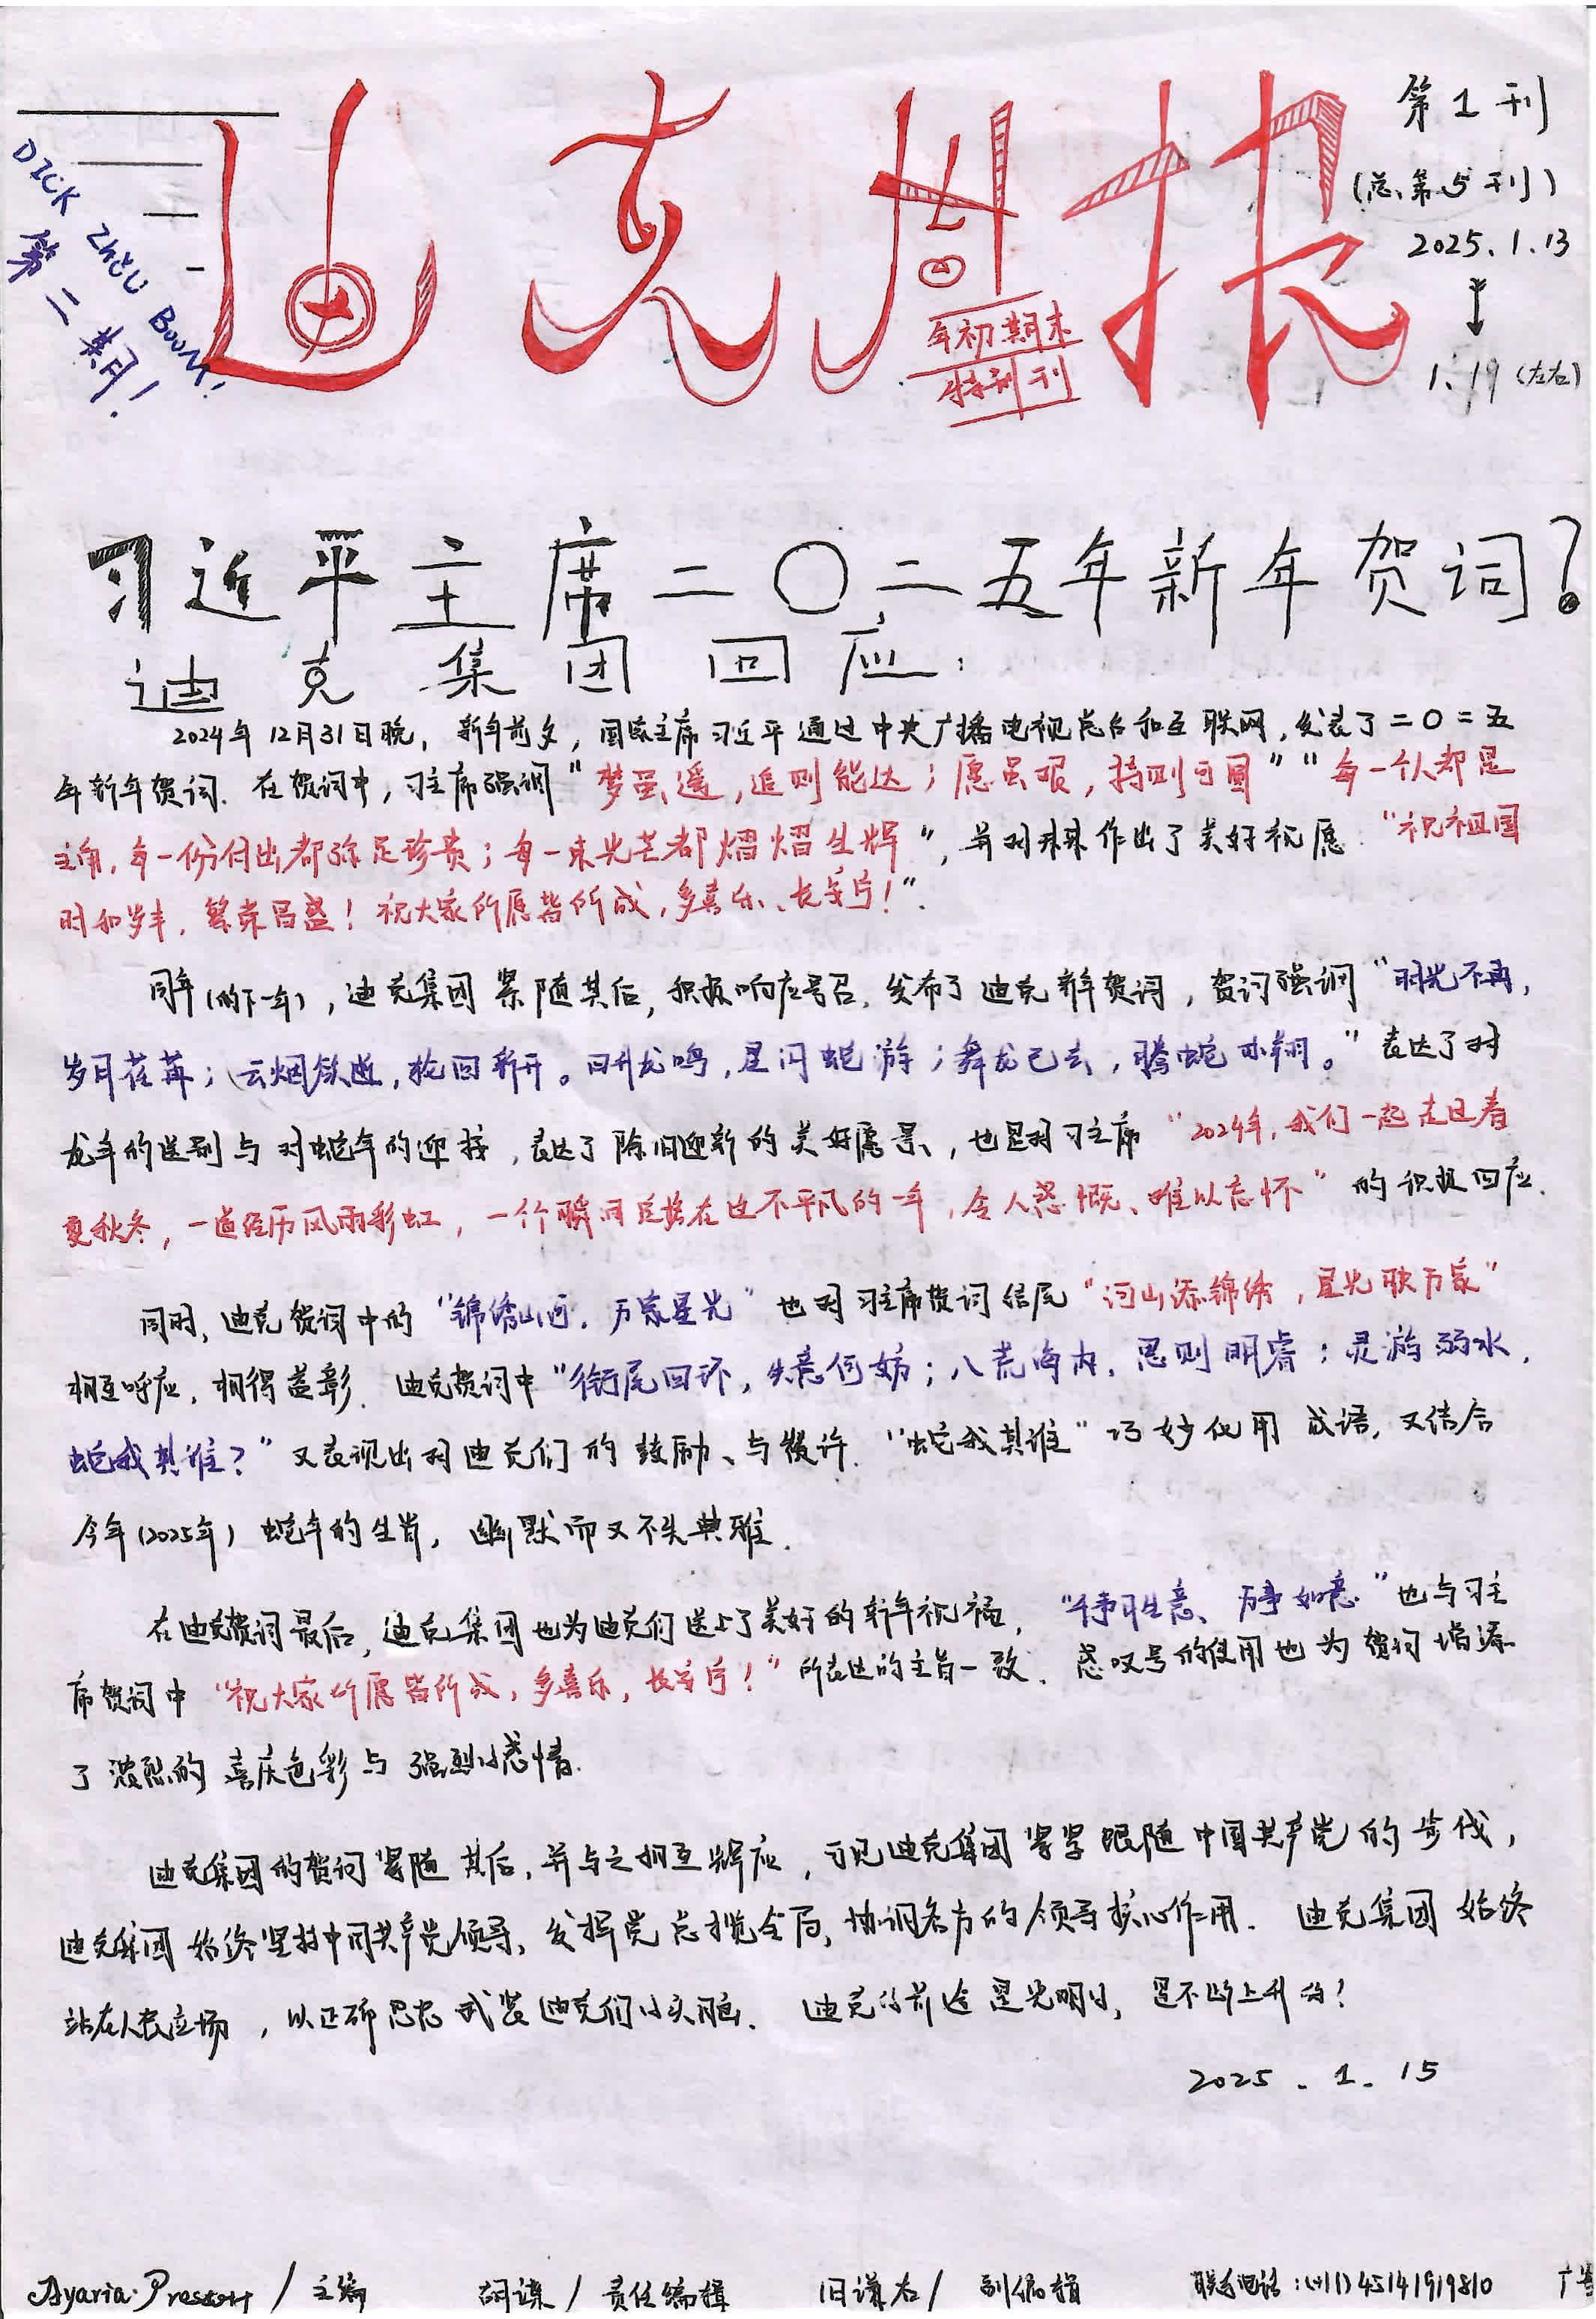 迪克周报
年初期末
特刊
第1刊
(总第5刊)
2025.1.13
↓
1.19(左右)
DICK ZHOU BOOM!
第二期!
习近平主席二〇二五年新年贺词?
迪克集团回应:
2024年12月31日晚,新年前夕,国家主席习近平通过中央广播电视总台和互联网,发表了二〇二五
年新年贺词.在贺词中,习主席强调"梦虽遥,追则能达;愿虽艰,持则可圆""每一个人都是
主角,每一份付出都弥足珍贵;每一束光芒都熠熠生辉",并对未来作出了美好祝愿."祝祖国
时和岁丰,繁荣昌盛!祝大家所愿皆所成,多喜乐、长安宁!".
同年(的下一年),迪克集团紧随其后,积极响应号召,发布了迪克新年贺词,贺词强调"时光不再,
岁月荏苒;云烟倏逝,轮回新开。日升龙鸣,星闪蛇游;舞龙已去,腾蛇亦翔。"表达了对
龙年的送别与对蛇年的迎接,表达了除旧迎新的美好愿景,也是对习主席"2024年,我们一起走过春
夏秋冬,一道经历风雨彩虹,一个个瞬间定格在这不平凡的一年,令人感慨、难以忘怀"的积极回应.
同时,迪克贺词中的"锦绣山河,万家星光"也对习主席贺词结尾"河山添锦绣,星光映万家"
相互呼应,相得益彰.迪克贺词中"衔尾回环,失意何妨;八荒海内,思则明睿;灵游弱水,
蛇我其谁?"又表现出对迪克们的鼓励、与赞许."蛇我其谁"巧妙化用成语,又结合
今年(2025年)蛇年的生肖,幽默而又不失典雅.
在迪克贺词最后,迪克集团也为迪克们送上了美好的新年祝福,"事事生意、万事如意"也与习主
席贺词中"祝大家所愿皆所成,多喜乐,长安宁!"所表达的主旨一致.感叹号的使用也为贺词增添
了浓烈的喜庆色彩与强烈的感情.
迪克集团的贺词紧随其后,并与之相互辉应,可见迪克集团紧紧跟随中国共产党的步伐,
迪克集团始终坚持中国共产党领导,发挥党总揽全局,协调各方的领导核心作用.迪克集团始终
站在人民立场,以正确思想武装迪克们的头脑.迪克的前途是光明的,是不断上升的!
2025.1.15
Ayaria·Presson/主编 胡谋/责任编辑 旧谋右/副编辑 联系电话:(+11)45141919810